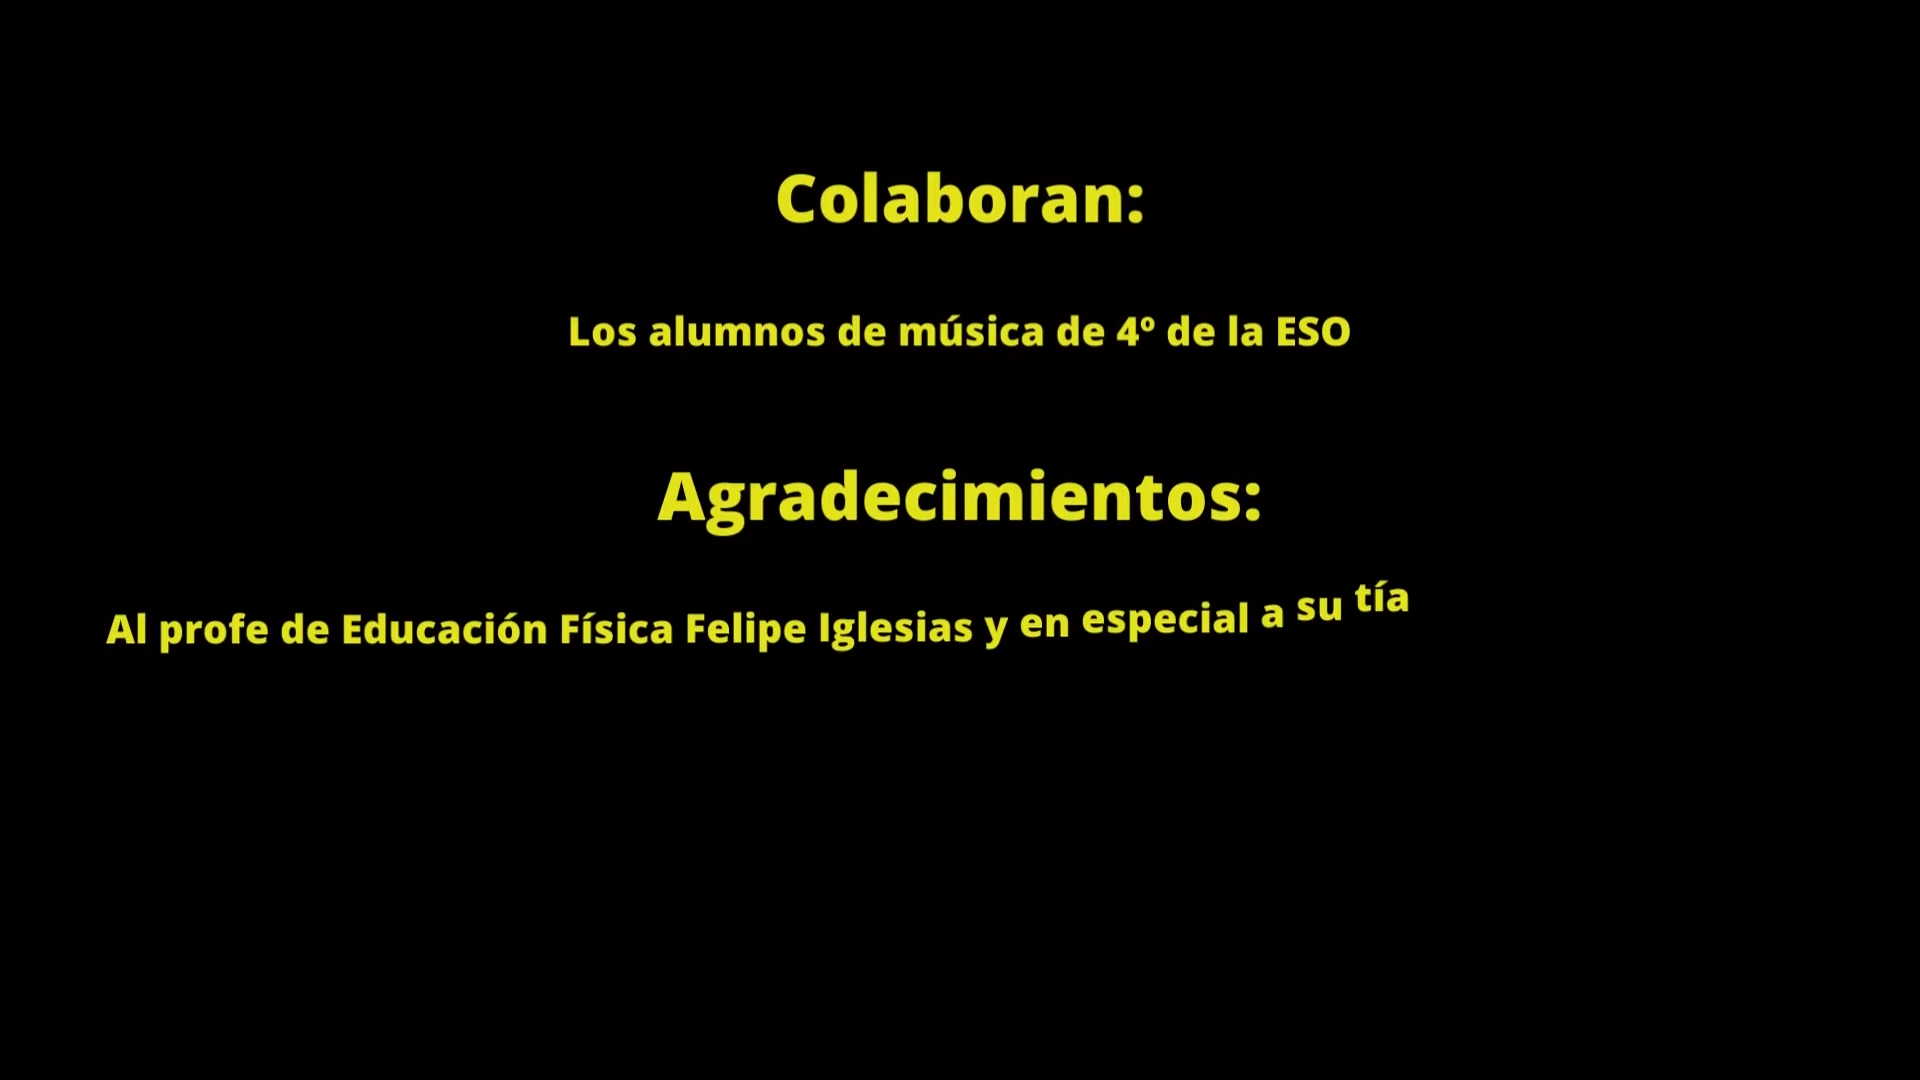 Colaboran:
Los alumnos de música de 4º de la ESO
Agradecimientos:
Al profe de Educación Física Felipe Iglesias y en especial a su tía